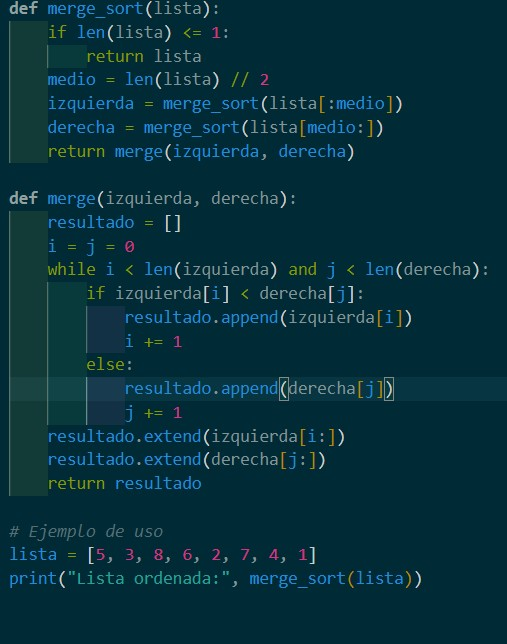 def merge_sort(lista):
    if len(lista) <= 1:
        return lista
    medio = len(lista) // 2
    izquierda = merge_sort(lista[:medio])
    derecha = merge_sort(lista[medio:])
    return merge(izquierda, derecha)

def merge(izquierda, derecha):
    resultado = []
    i = j = 0
    while i < len(izquierda) and j < len(derecha):
        if izquierda[i] < derecha[j]:
            resultado.append(izquierda[i])
            i += 1
        else:
            resultado.append(derecha[j])
            j += 1
    resultado.extend(izquierda[i:])
    resultado.extend(derecha[j:])
    return resultado

# Ejemplo de uso
lista = [5, 3, 8, 6, 2, 7, 4, 1]
print("Lista ordenada:", merge_sort(lista))